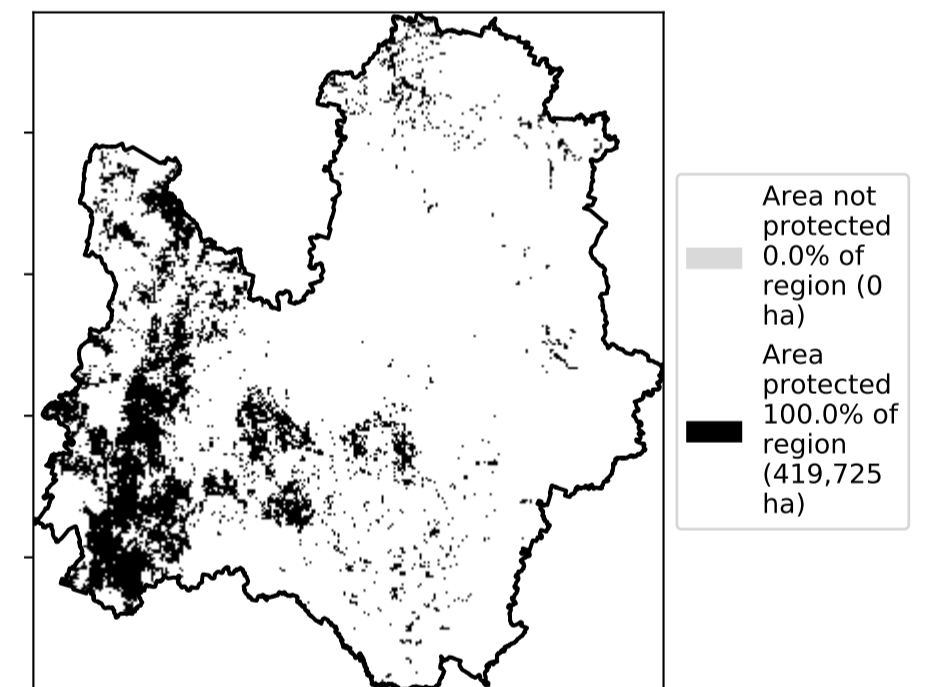 Area not
protected
0.0% of
region (0
ha)
Area
protected
100.0% of
region
(419,725
ha)